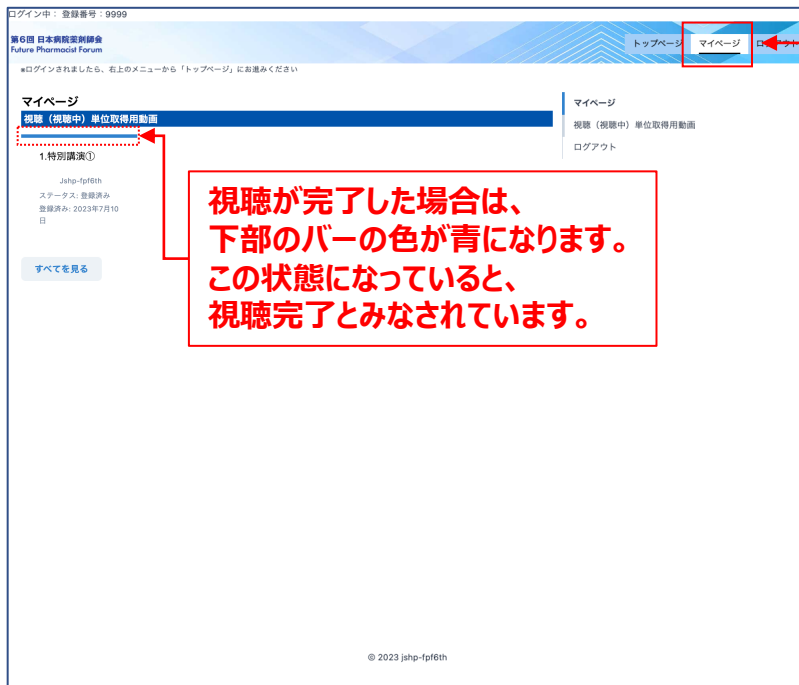 ログイン中： 登録番号：9999
第6回 日本病院薬剤師会
Future Pharmacist Forum
トップページ
マイページ
ログアウト
※ログインされましたら、右上のメニューから「トップページ」にお進みください
マイページ
視聴（視聴中）単位取得用動画
1.特別講演①
Jshp-fpf6th
ステータス: 登録済み
登録済み: 2023年7月10
日
すべてを見る
マイページ
視聴（視聴中）単位取得用動画
ログアウト
視聴が完了した場合は、
下部のバーの色が青になります。
この状態になっていると、
視聴完了とみなされています。
© 2023 jshp-fpf6th